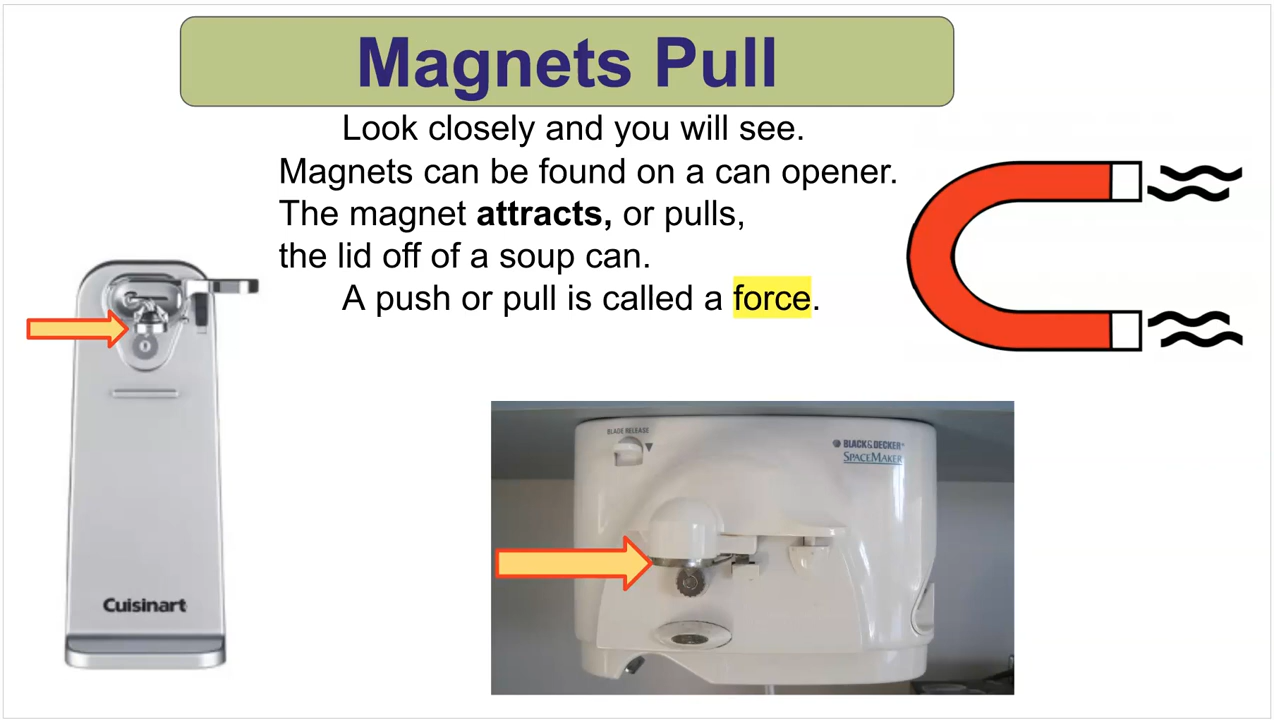 Magnets Pull
Look closely and you will see.
Magnets can be found on a can opener.
The magnet attracts, or pulls,
the lid off of a soup can.
A push or pull is called a force.
Cuisinart
BLADE RELEASE
BLACK&DECKER
SPACEMAKER